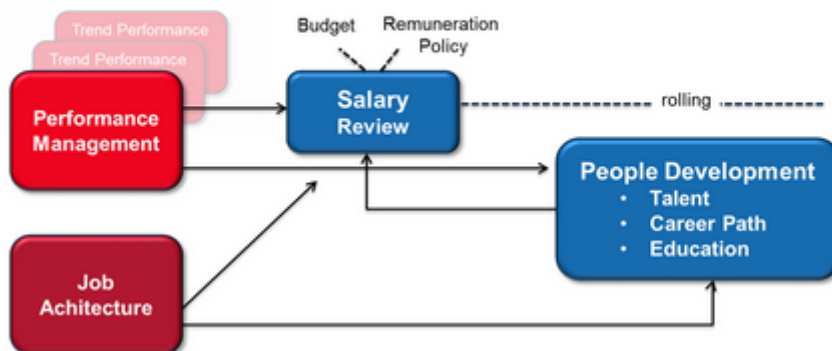 Trend Performance
Trend Performance
Performance
Management
Budget
Remuneration
Policy
Salary
Review
rolling
People Development
• Talent
• Career Path
• Education
Job
Achitecture